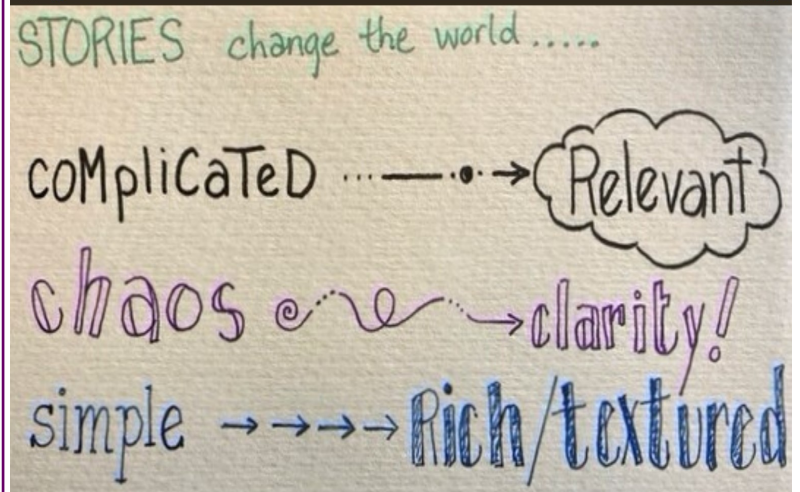 STORIES change the world.....
coMpliCaTeD Relevant
chaos clarity!
simple Rich/textured